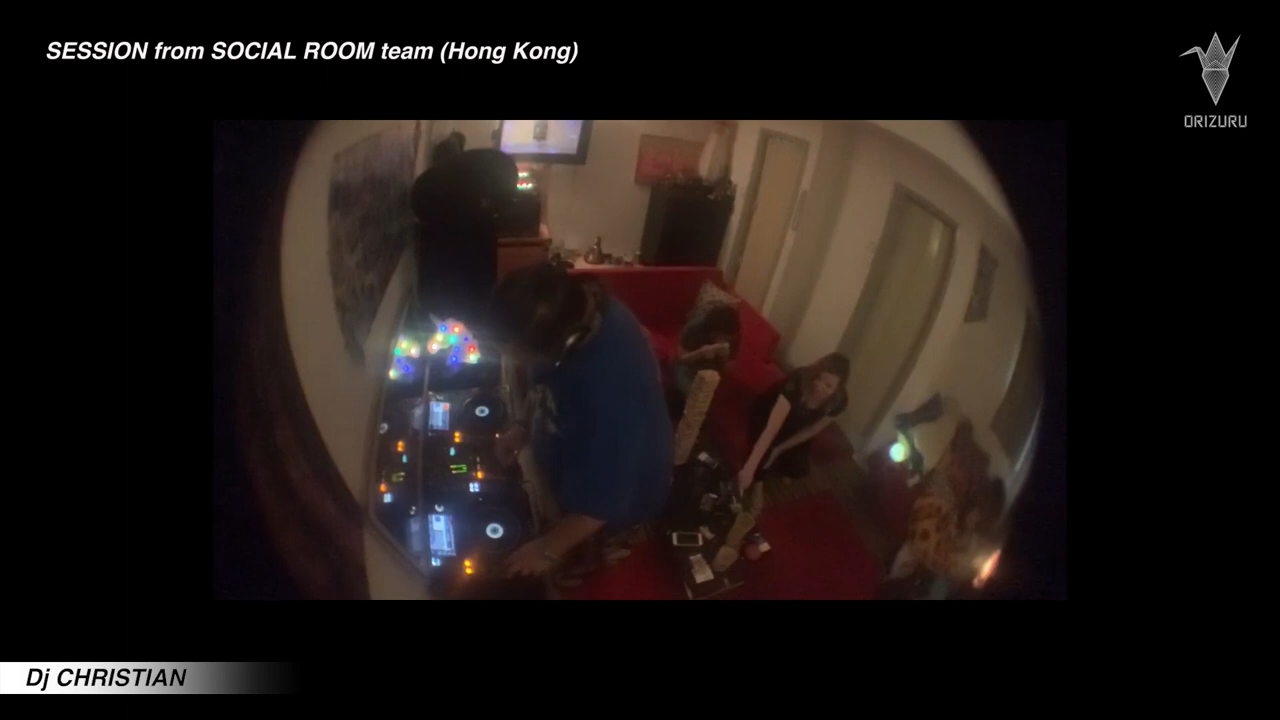 SESSION from SOCIAL ROOM team (Hong Kong)
ORIZURU
Dj CHRISTIAN